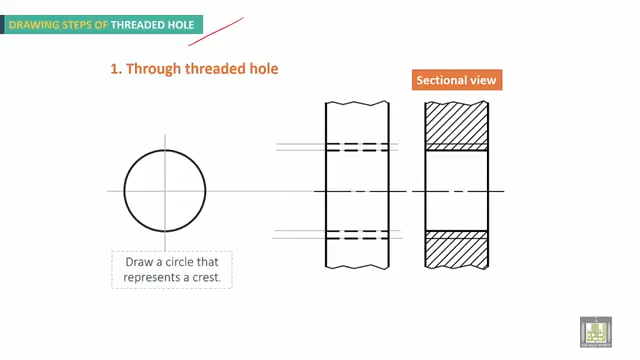 DRAWING STEPS OF THREADED HOLE
1. Through threaded hole
Sectional view
Draw a circle that
represents a crest.